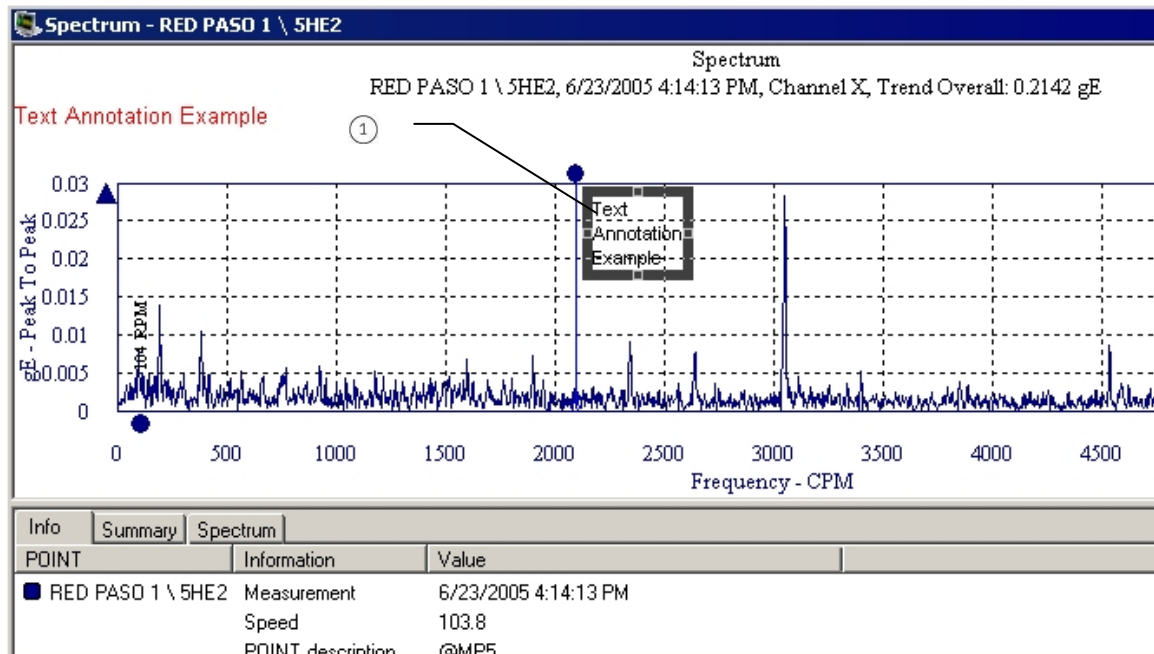 Spectrum - RED PASO 1 \ 5HE2
Spectrum
RED PASO 1 \ 5HE2, 6/23/2005 4:14:13 PM, Channel X, Trend Overall: 0.2142 gE
Text Annotation Example
1
Text
Annotation
Example
gE - Peak To Peak
0.03
0.025
0.02
0.015
0.01
0.005
0
104 RPM
0 500 1000 1500 2000 2500 3000 3500 4000 4500
Frequency - CPM
Info Summary Spectrum
POINT Information Value
RED PASO 1 \ 5HE2 Measurement 6/23/2005 4:14:13 PM
Speed 103.8
POINT description @MP5